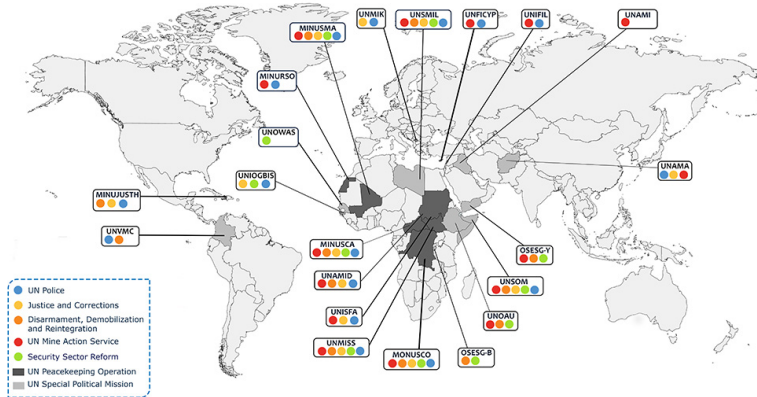 UNMIK
UNSMIL
UNFICYP
UNIFIL
UNAMI
MINUSMA
MINURSO
UNOWAS
UNAMA
UNIOGBIS
MINUJUSTH
UNVMC
MINUSCA
OSESG-Y
UNAMID
UNSOM
UNISFA
UNOAU
UNMISS
MONUSCO
OSESG-B
UN Police
Justice and Corrections
Disarmament, Demobilization
and Reintegration
UN Mine Action Service
Security Sector Reform
UN Peacekeeping Operation
UN Special Political Mission